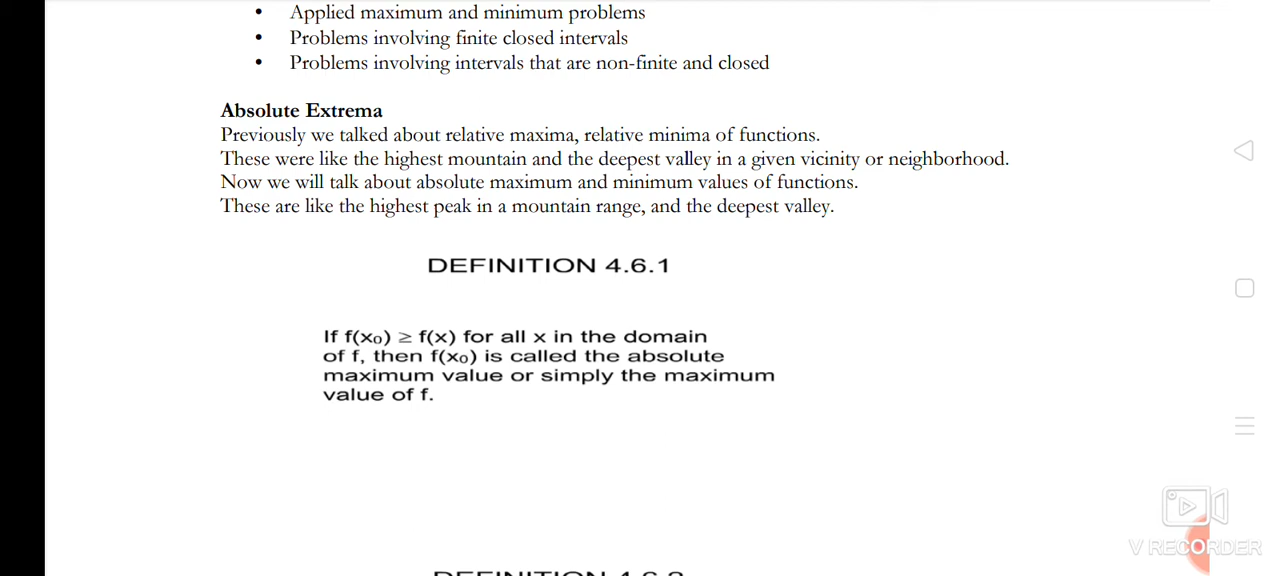 • Applied maximum and minimum problems
• Problems involving finite closed intervals
• Problems involving intervals that are non-finite and closed
Absolute Extrema
Previously we talked about relative maxima, relative minima of functions.
These were like the highest mountain and the deepest valley in a given vicinity or neighborhood.
Now we will talk about absolute maximum and minimum values of functions.
These are like the highest peak in a mountain range, and the deepest valley.
DEFINITION 4.6.1
If f(x₀) ≥ f(x) for all x in the domain
of f, then f(x₀) is called the absolute
maximum value or simply the maximum
value of f.
V RECORDER